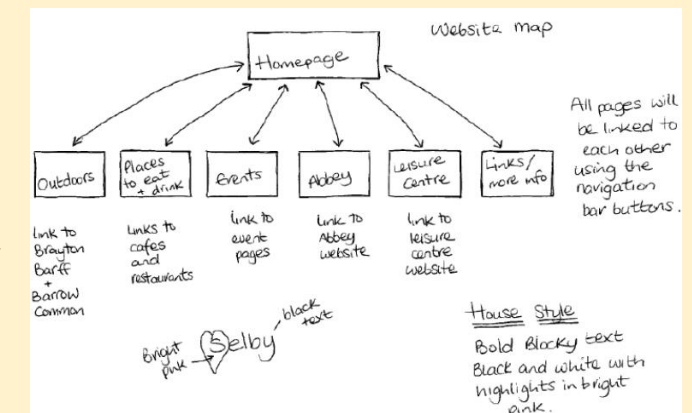 Website map
Homepage
Outdoors
Places
to eat
+ drink
Events
Abbey
Leisure
Centre
Links/
more info
All pages will
be linked to
each other
using the
navigation
bar buttons.
Link to
Brayton
Barff
+
Barrow
Common
Links to
cafes
and
restaurants
Link to
event
pages
Link to
Abbey
website
Link to
leisure
centre
website
Bright
pink
Selby
black
text
House Style
Bold Blocky text
Black and white with
highlights in bright
pink.